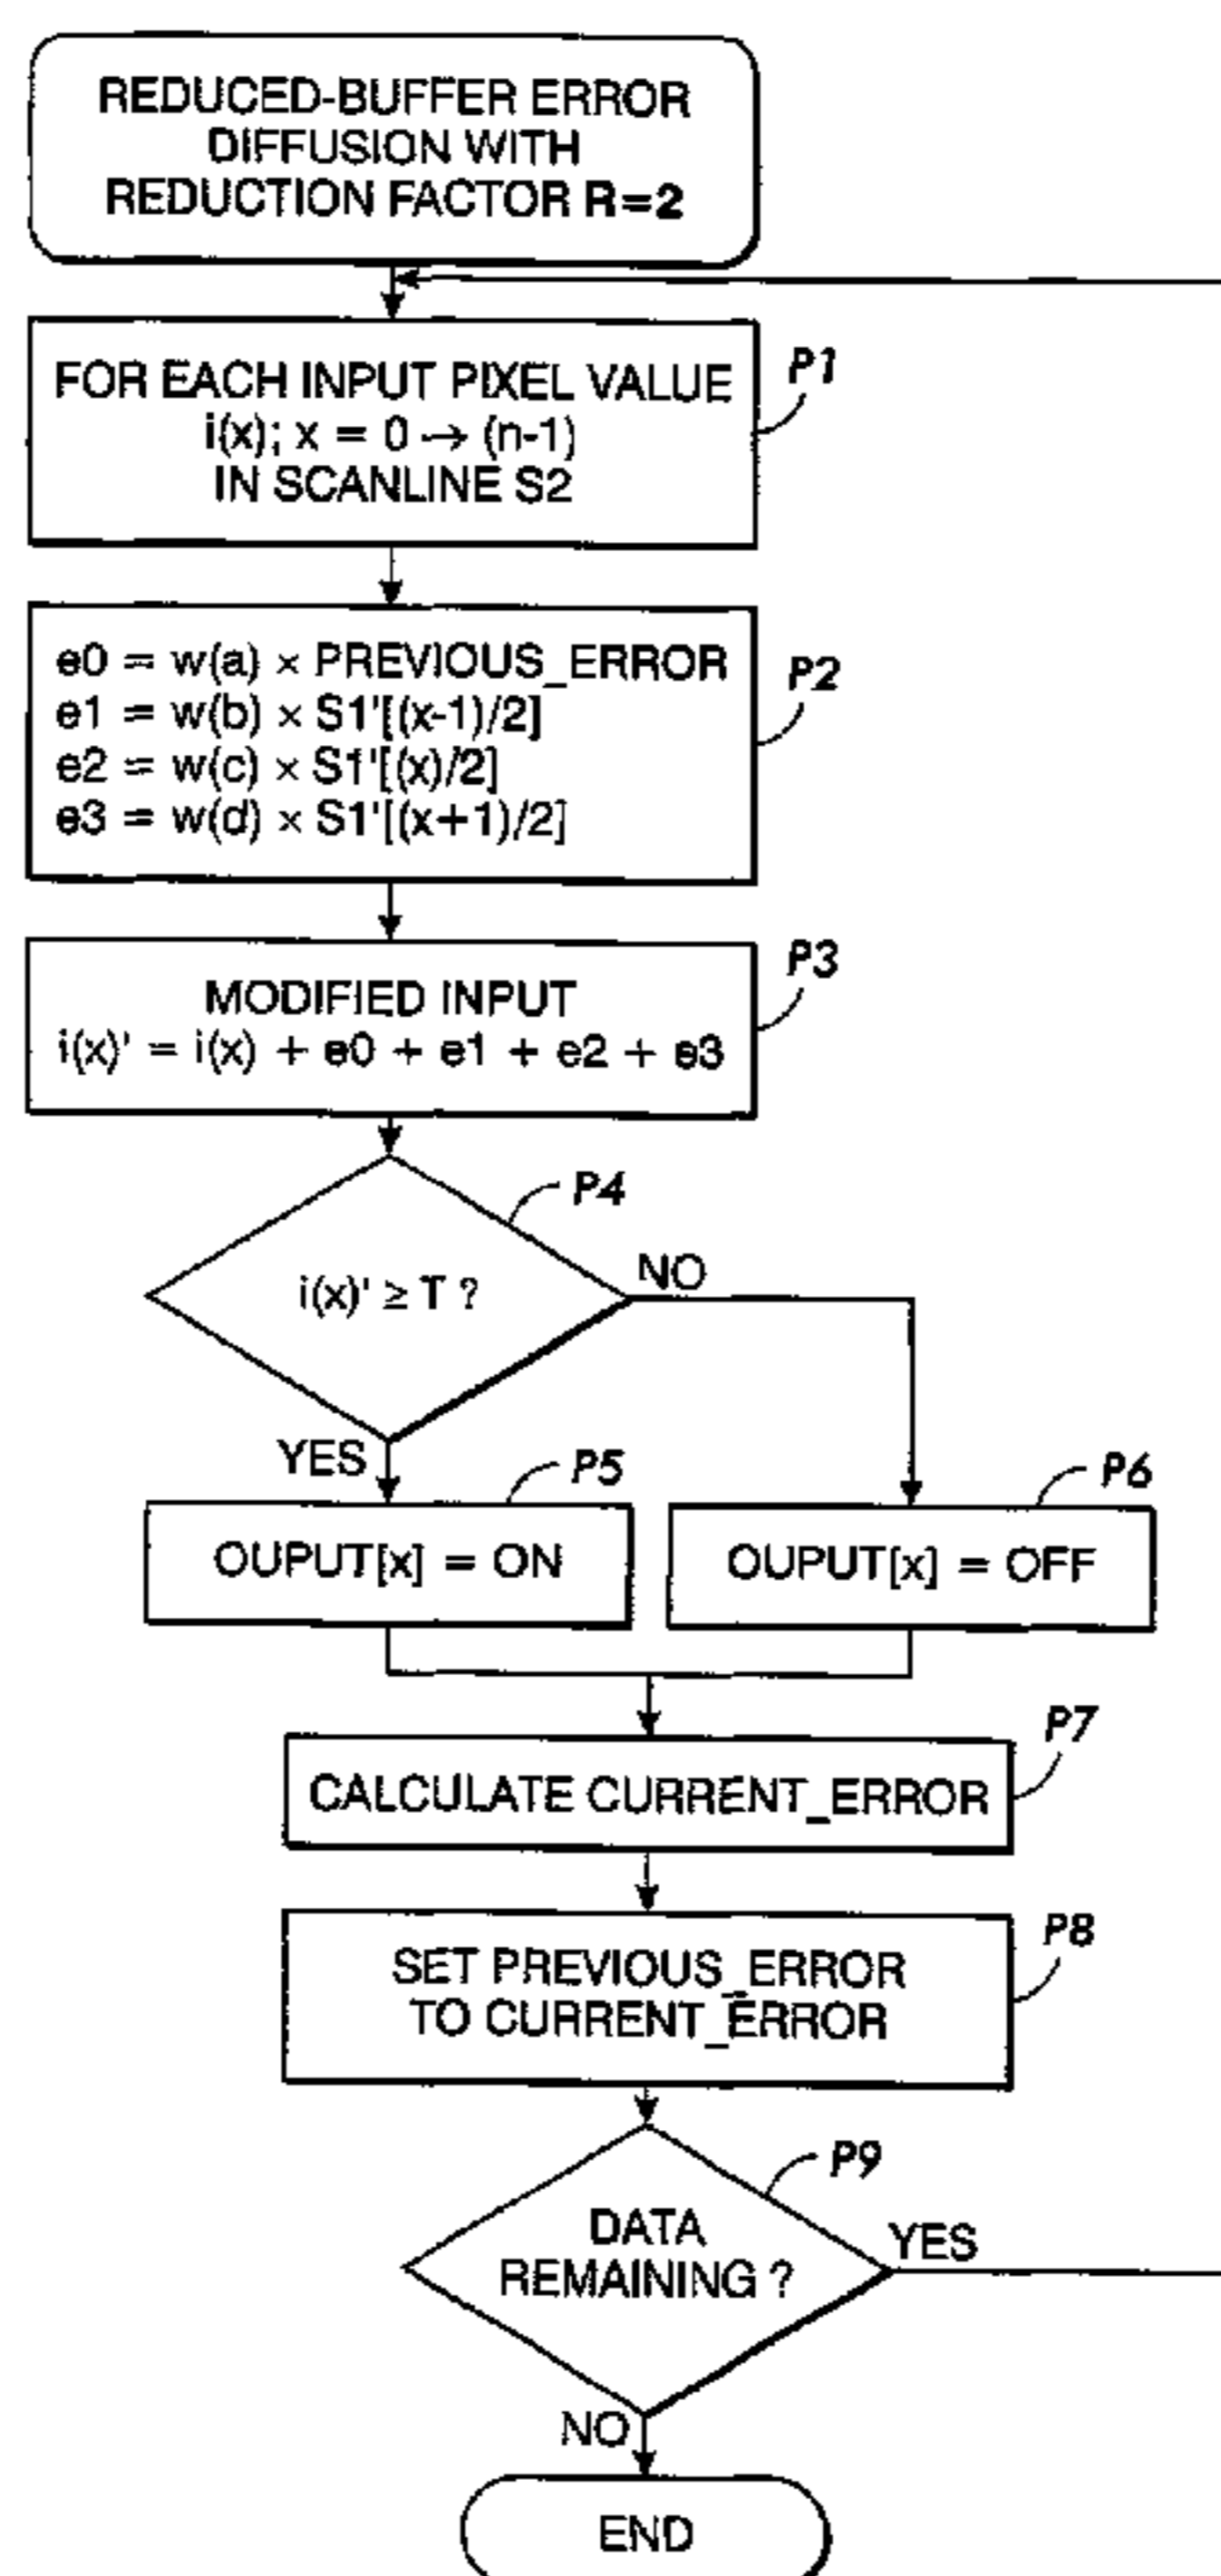 REDUCED-BUFFER ERROR
DIFFUSION WITH
REDUCTION FACTOR R=2
FOR EACH INPUT PIXEL VALUE
i(x); x = 0 → (n-1)
IN SCANLINE S2
P1
e0 = w(a) × PREVIOUS_ERROR
e1 = w(b) × S1'[(x-1)/2]
e2 = w(c) × S1'[(x)/2]
e3 = w(d) × S1'[(x+1)/2]
P2
MODIFIED INPUT
i(x)' = i(x) + e0 + e1 + e2 + e3
P3
i(x)' ≥ T ?
P4
NO
YES
OUPUT[x] = ON
P5
OUPUT[x] = OFF
P6
CALCULATE CURRENT_ERROR
P7
SET PREVIOUS_ERROR
TO CURRENT_ERROR
P8
DATA
REMAINING ?
P9
YES
NO
END